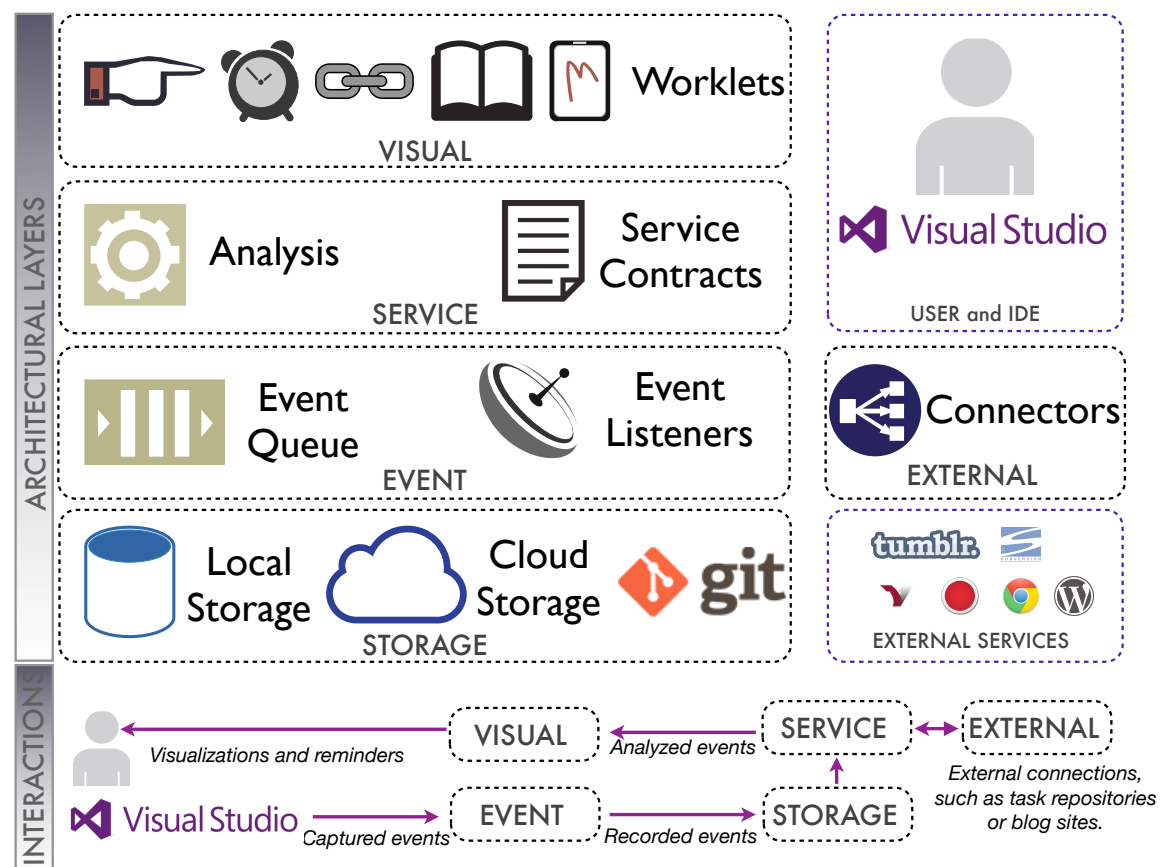 ARCHITECTURAL LAYERS
Worklets
VISUAL
Analysis
Service
Contracts
SERVICE
Event
Queue
Event
Listeners
EVENT
Local
Storage
Cloud
Storage
git
STORAGE
Visual Studio
USER and IDE
Connectors
EXTERNAL
tumblr.
SUBVERSION
EXTERNAL SERVICES
INTERACTIONS
VISUAL
SERVICE
EXTERNAL
Visualizations and reminders
Analyzed events
External connections,
such as task repositories
or blog sites.
Visual Studio
EVENT
STORAGE
Captured events
Recorded events